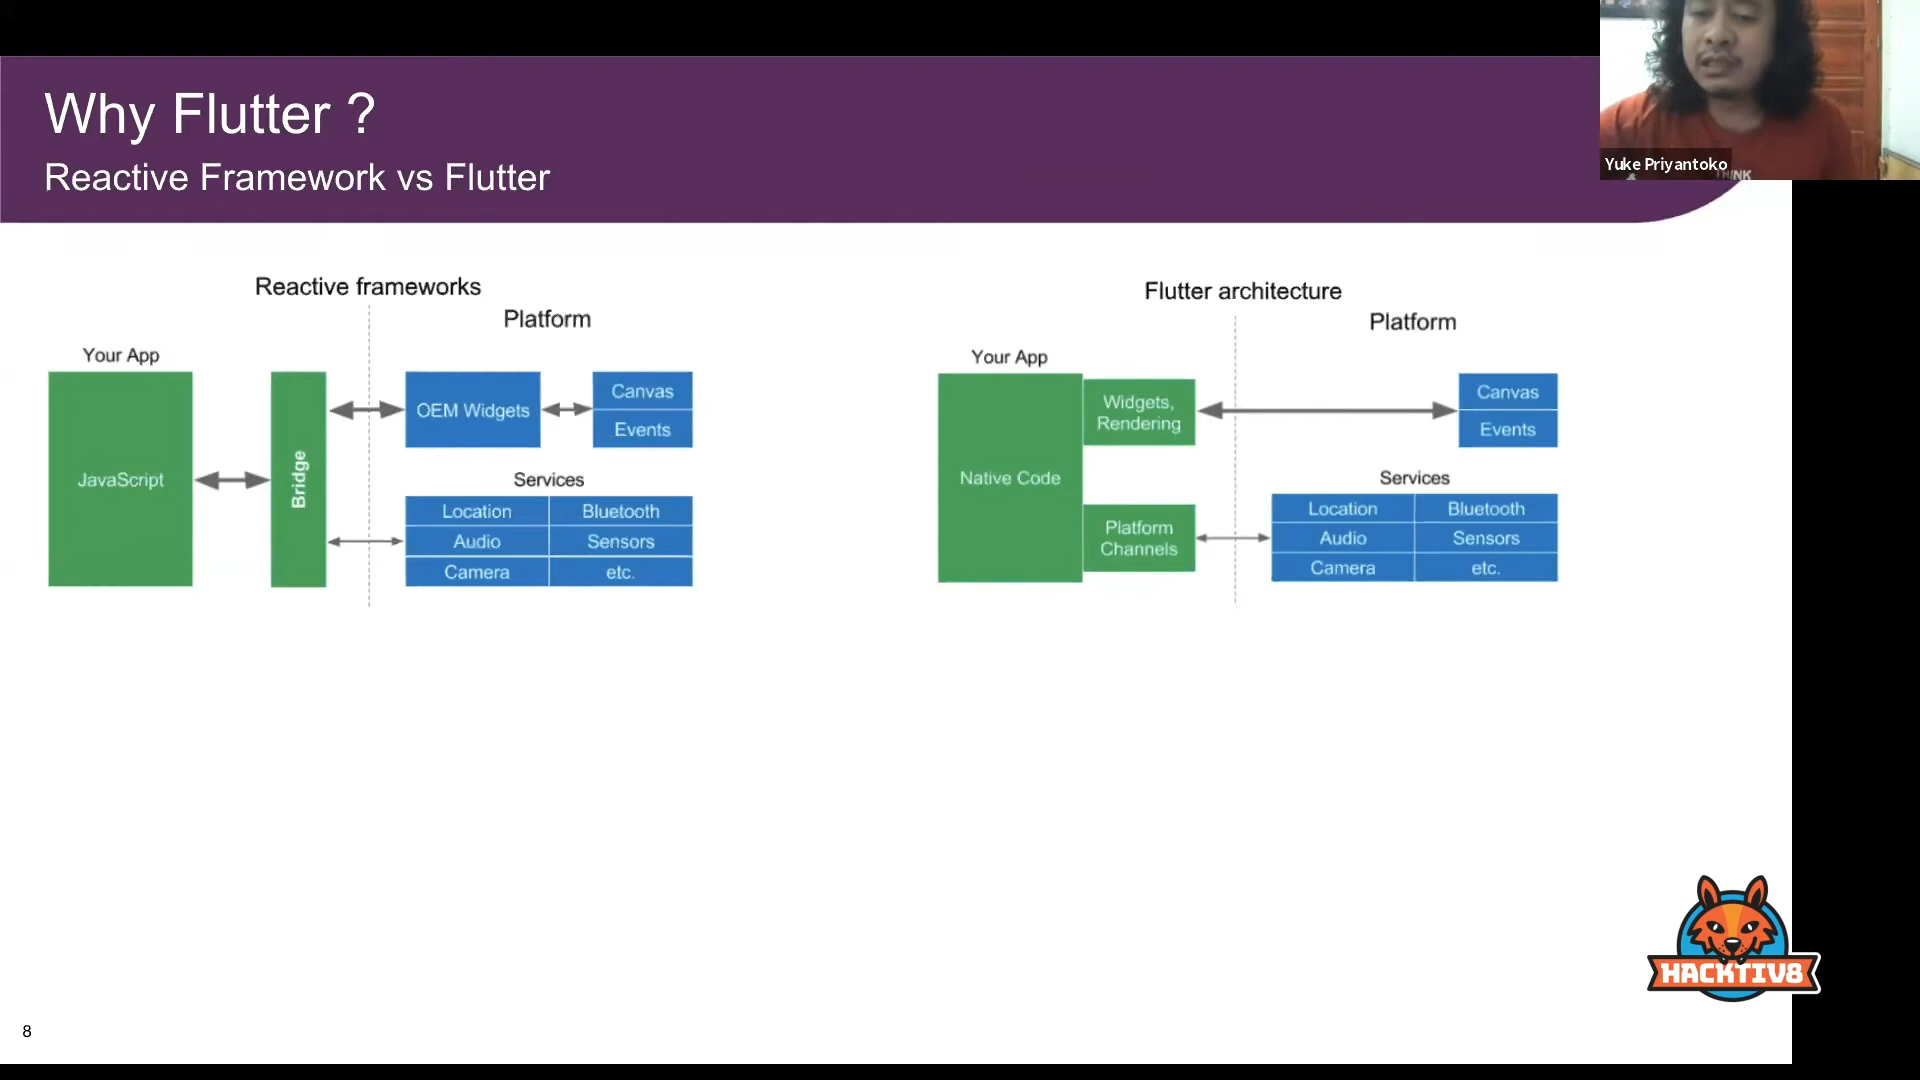 Why Flutter ?
Reactive Framework vs Flutter
Yuke Priyantoko
Reactive frameworks
Platform
Your App
JavaScript
Bridge
OEM Widgets
Canvas
Events
Services
Location
Bluetooth
Audio
Sensors
Camera
etc.
Flutter architecture
Platform
Your App
Native Code
Widgets,
Rendering
Platform
Channels
Canvas
Events
Services
Location
Bluetooth
Audio
Sensors
Camera
etc.
HACKTIV8
8